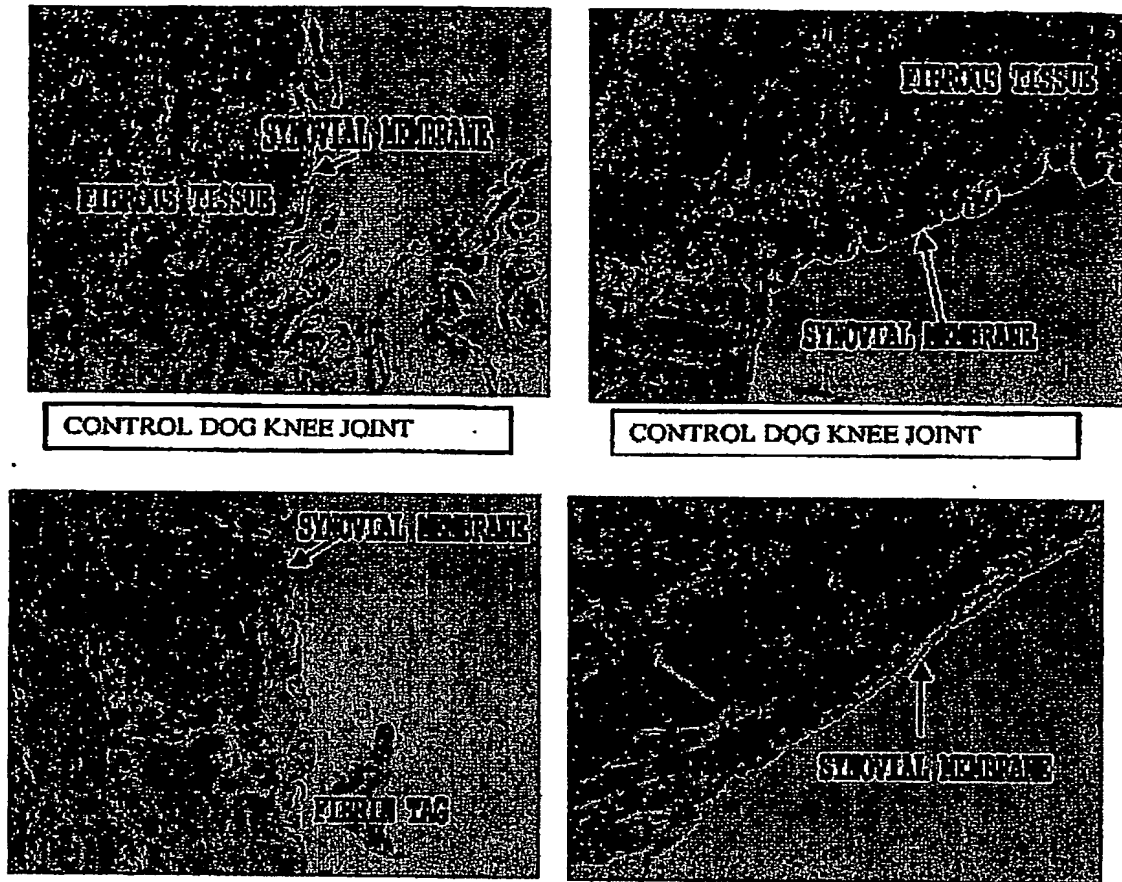 SYNOVIAL MEMBRANE
FIBROUS TISSUE
CONTROL DOG KNEE JOINT
FIBROUS TISSUE
SYNOVIAL MEMBRANE
CONTROL DOG KNEE JOINT
SYNOVIAL MEMBRANE
FIBRIN TAG
SYNOVIAL MEMBRANE